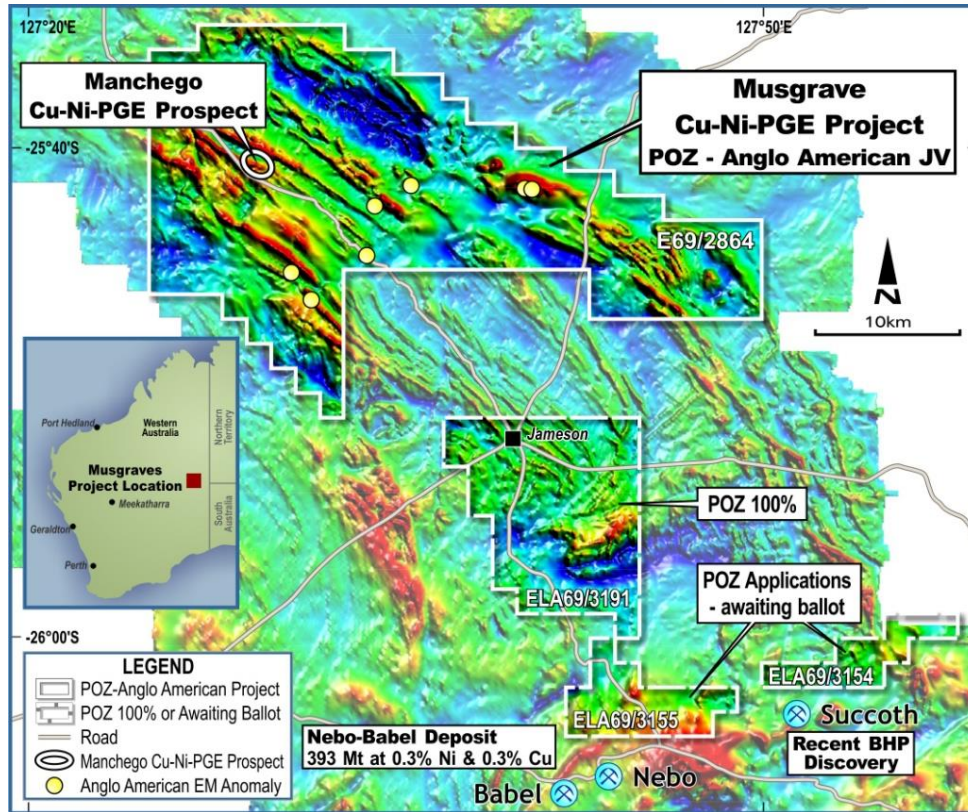 127°20'E
127°50'E
Manchego
Cu-Ni-PGE Prospect
Musgrave
Cu-Ni-PGE Project
POZ - Anglo American JV
-25°40'
E69/2864
N
10km
Port Hedland
Western
Australia
Northern
Territory
Musgraves
Project Location
Meekatharra
South
Australia
Geraldton
Perth
Jameson
POZ 100%
POZ Applications
- awaiting ballot
ELA69/3191
-26°00'
ELA69/3154
ELA69/3155
LEGEND
POZ-Anglo American Project
POZ 100% or Awaiting Ballot
Road
Manchego Cu-Ni-PGE Prospect
Anglo American EM Anomaly
Nebo-Babel Deposit
393 Mt at 0.3% Ni & 0.3% Cu
Succoth
Recent BHP
Discovery
Nebo
Babel